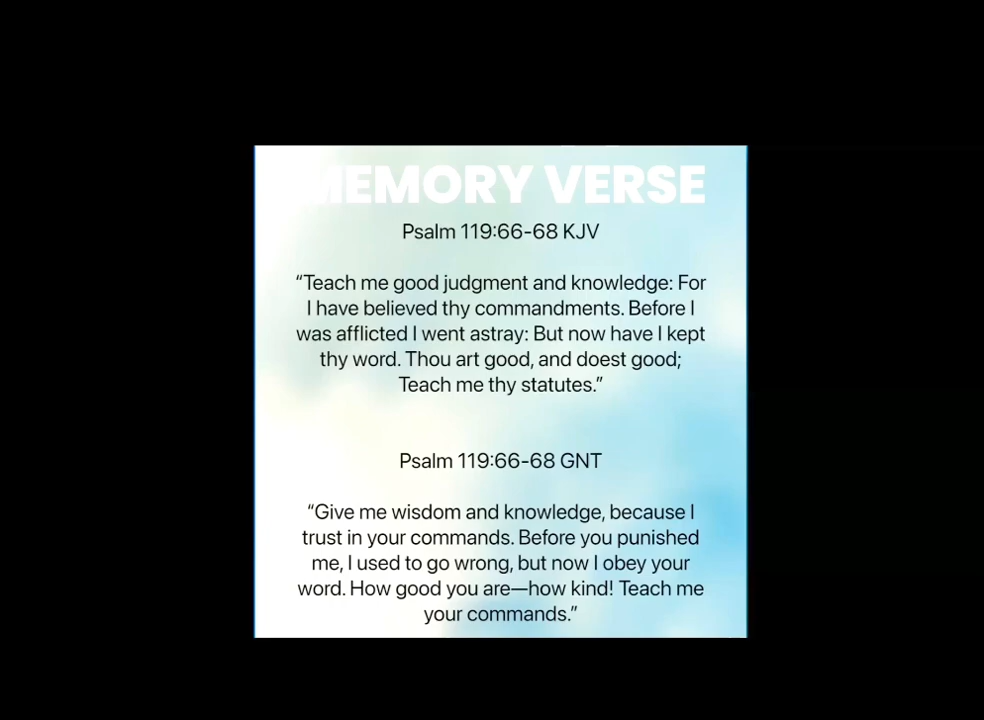 MEMORY VERSE
Psalm 119:66-68 KJV
“Teach me good judgment and knowledge: For
I have believed thy commandments. Before I
was afflicted I went astray: But now have I kept
thy word. Thou art good, and doest good;
Teach me thy statutes.”
Psalm 119:66-68 GNT
“Give me wisdom and knowledge, because I
trust in your commands. Before you punished
me, I used to go wrong, but now I obey your
word. How good you are—how kind! Teach me
your commands.”